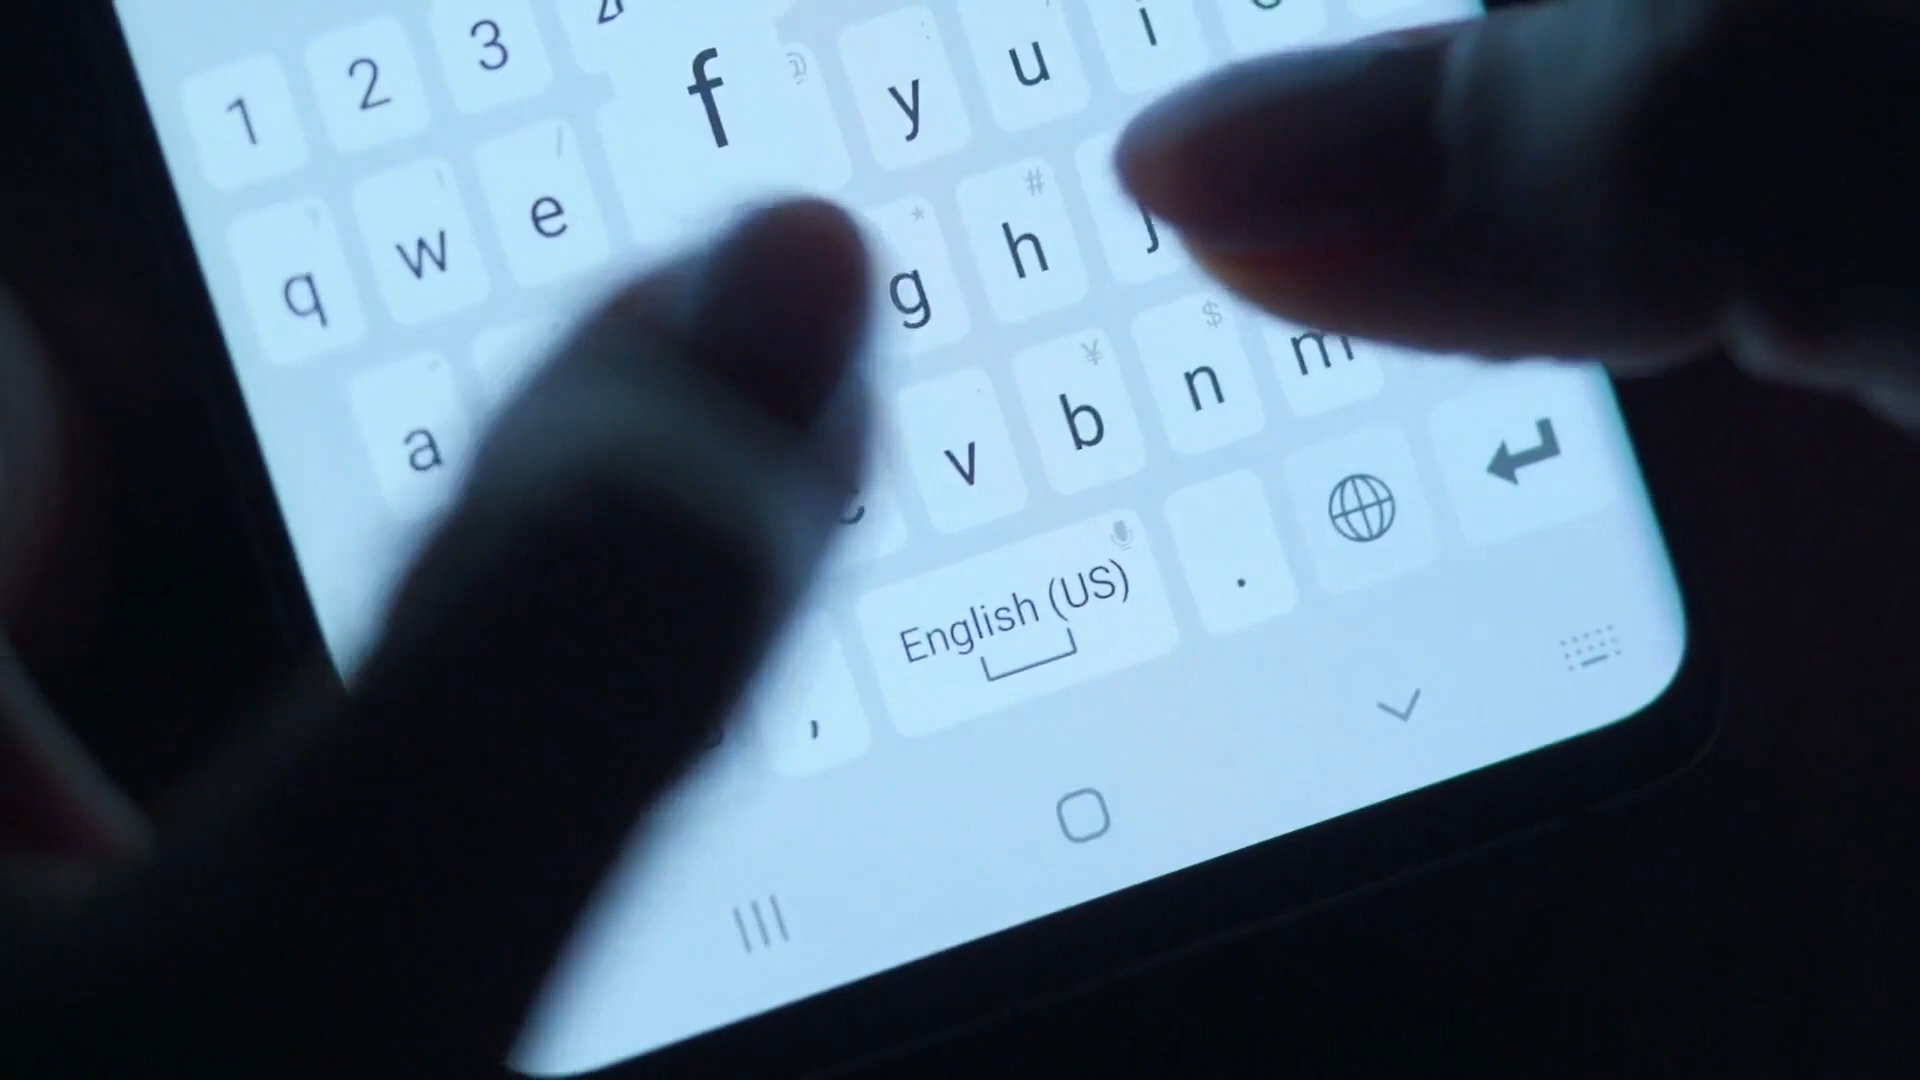 1 2 3
q w e f y u i
a g h j
v b n m
, English (US) .